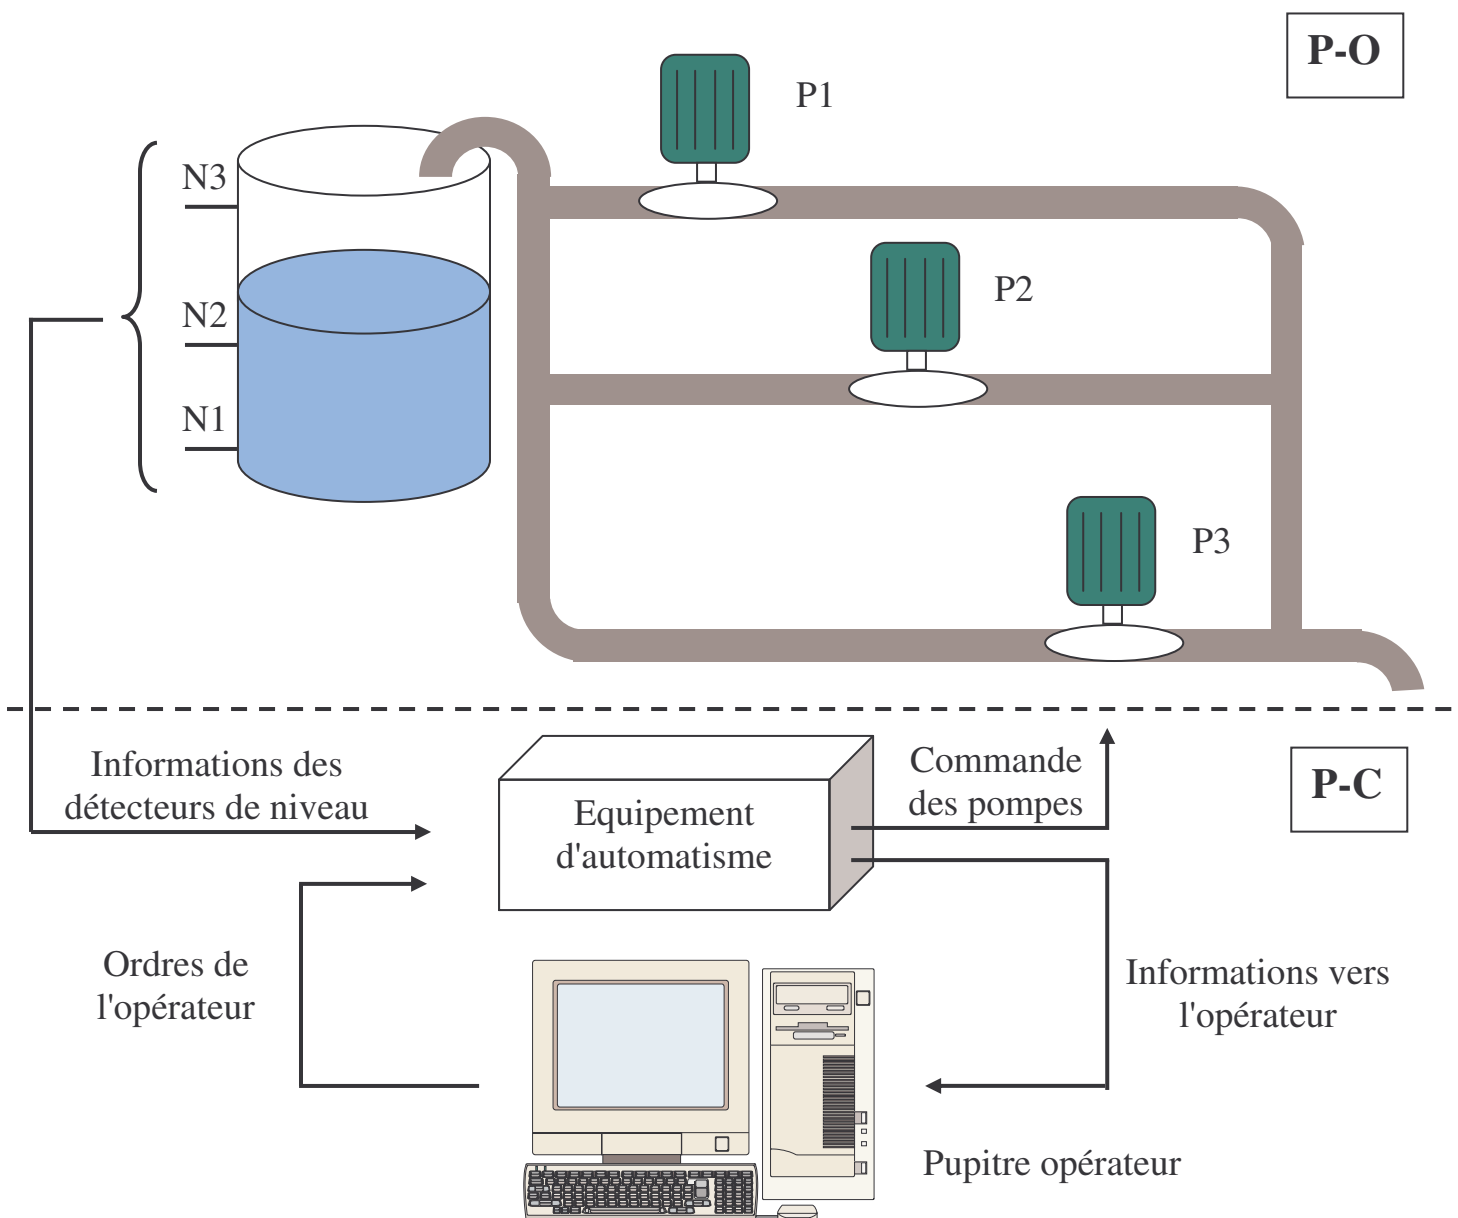 P-O
P1
N3
P2
N2
N1
P3
Informations des
détecteurs de niveau
Equipement
d'automatisme
Commande
des pompes
P-C
Ordres de
l'opérateur
Informations vers
l'opérateur
Pupitre opérateur